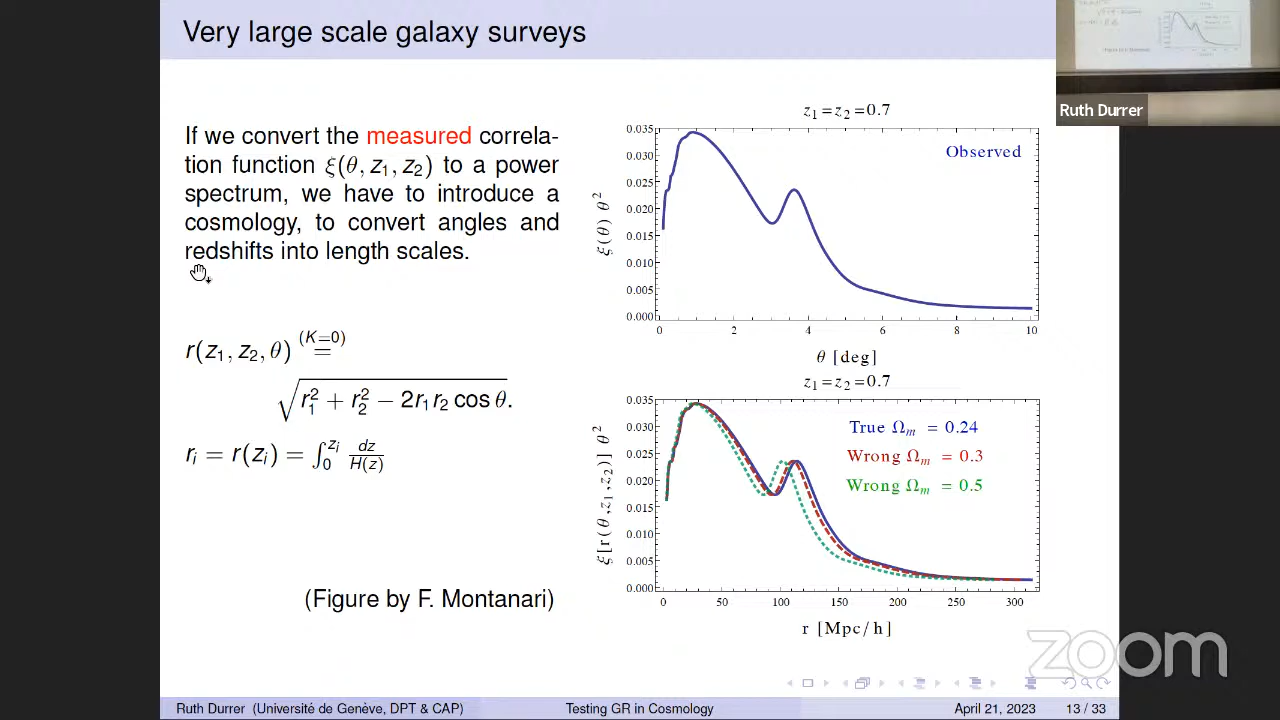 Very large scale galaxy surveys
If we convert the measured correla-
tion function ξ(θ, z₁, z₂) to a power
spectrum, we have to introduce a
cosmology, to convert angles and
redshifts into length scales.
r(z₁, z₂, θ) (K=0) =
√(r₁² + r₂² − 2r₁r₂ cos θ).
rᵢ = r(zᵢ) = ∫₀^{zᵢ} dz/H(z)
(Figure by F. Montanari)
z₁=z₂=0.7
Observed
ξ(θ) θ²
0.035
0.030
0.025
0.020
0.015
0.010
0.005
0.000
0 2 4 6 8 10
θ [deg]
z₁=z₂=0.7
True Ωₘ = 0.24
Wrong Ωₘ = 0.3
Wrong Ωₘ = 0.5
ξ[r(θ,z₁,z₂)] θ²
0.035
0.030
0.025
0.020
0.015
0.010
0.005
0.000
0 50 100 150 200 250 300
r [Mpc/h]
Ruth Durrer
zoom
Ruth Durrer (Université de Genève, DPT & CAP) Testing GR in Cosmology April 21, 2023 13 / 33